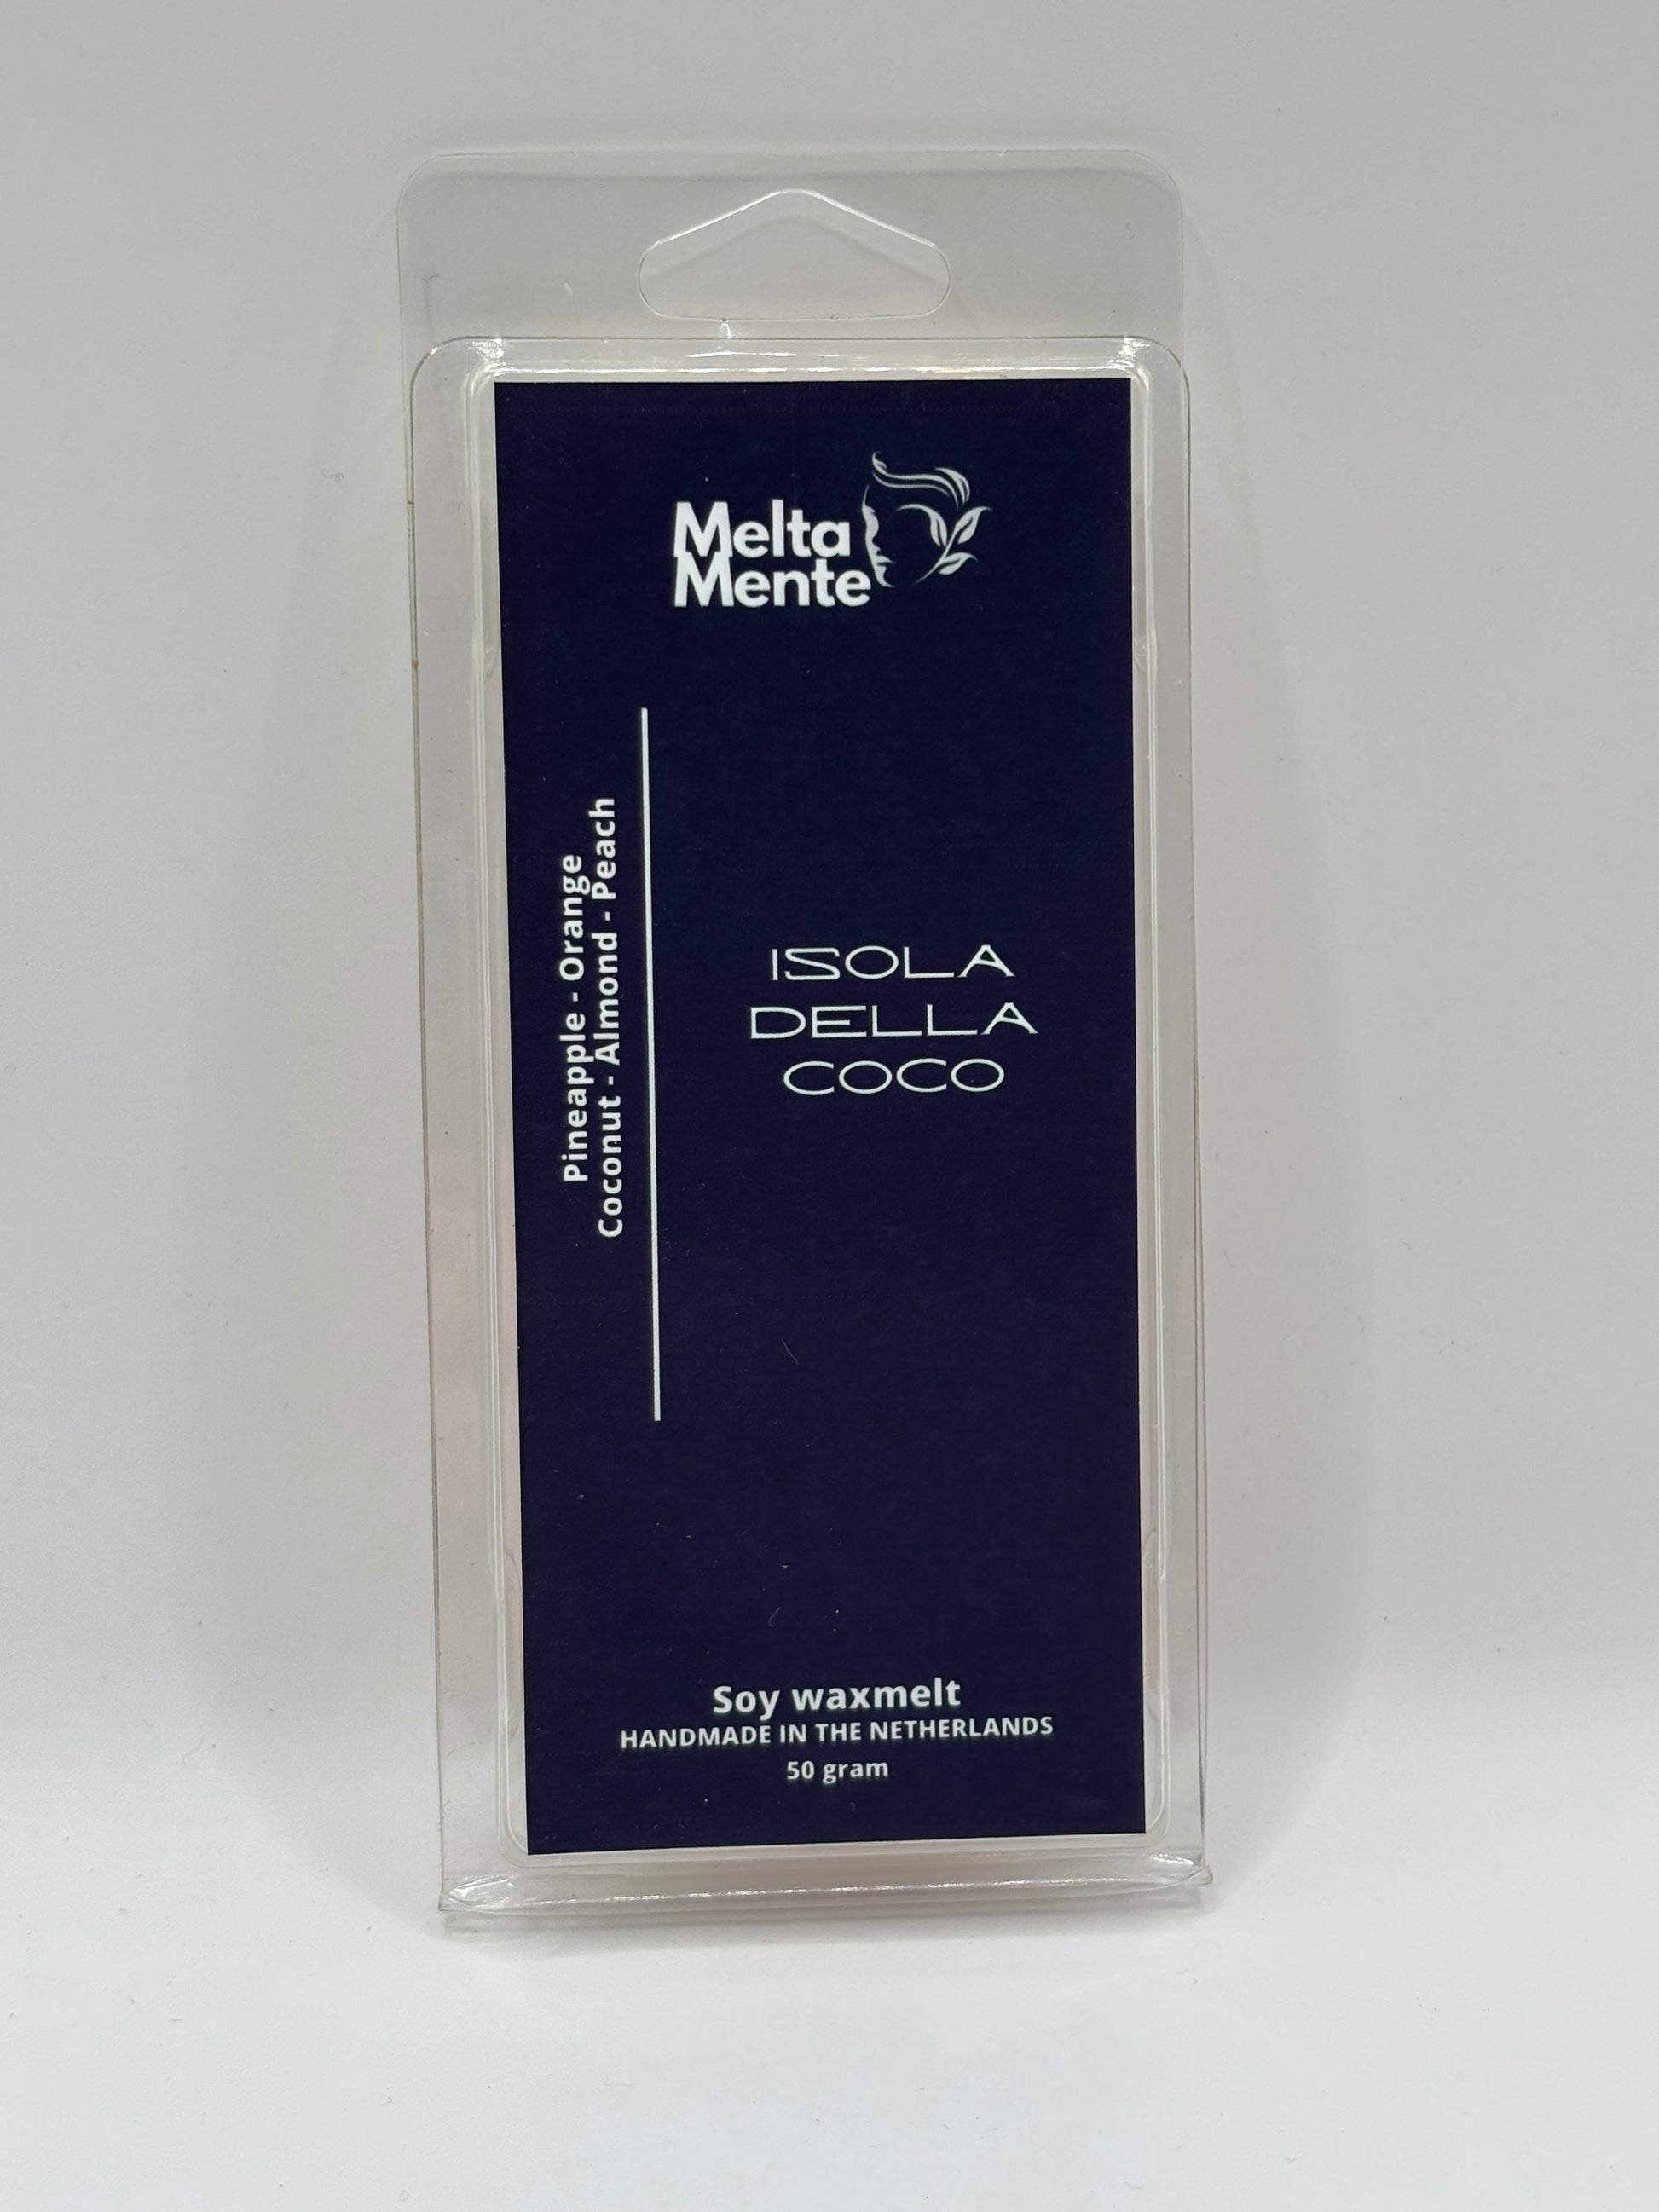 Melta
Mente
Pineapple - Orange
Coconut - Almond - Peach
ISOLA
DELLA
COCO
Soy waxmelt
HANDMADE IN THE NETHERLANDS
50 gram